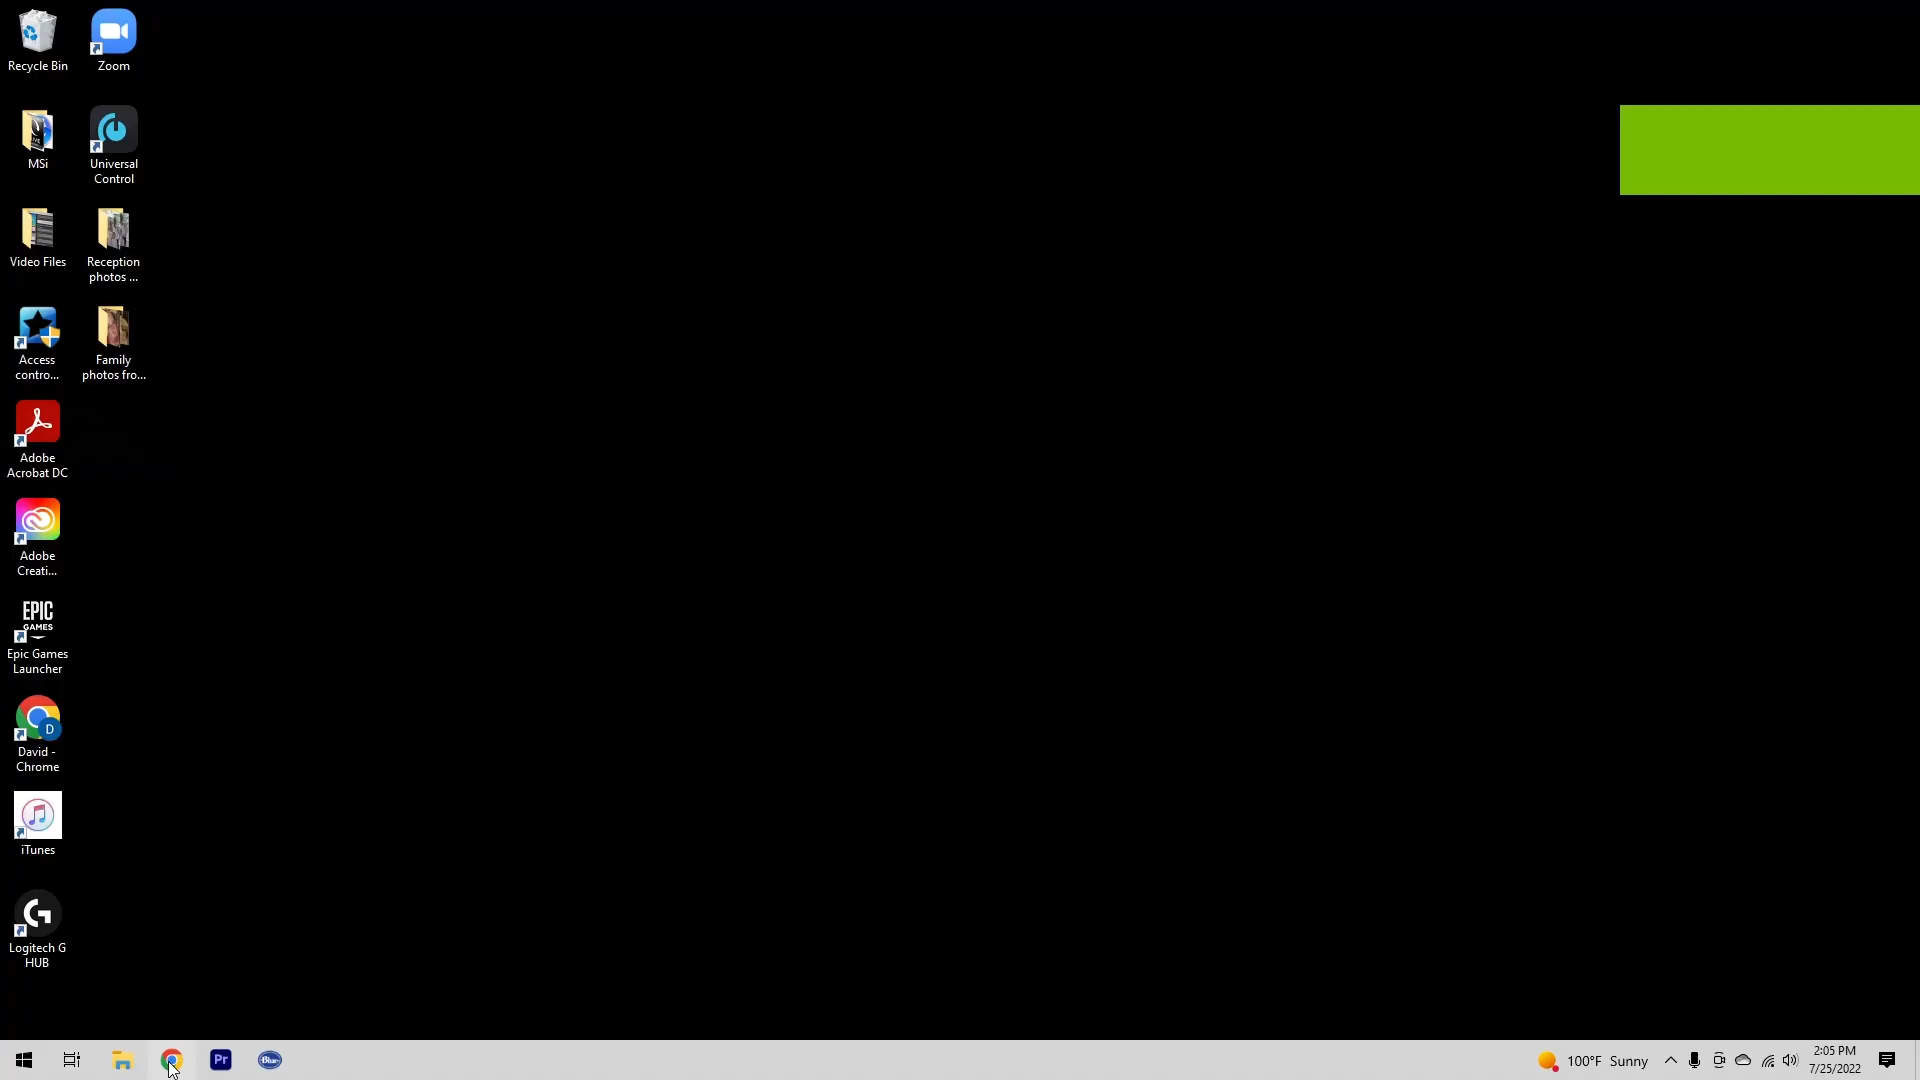 Recycle Bin
Zoom
MSi
Universal
Control
Video Files
Reception
photos ...
Access
contro...
Family
photos fro...
Adobe
Acrobat DC
Adobe
Creati...
EPIC
GAMES
Epic Games
Launcher
D
David -
Chrome
iTunes
Logitech G
HUB
Pr
Blue
100°F Sunny
2:05 PM
7/25/2022